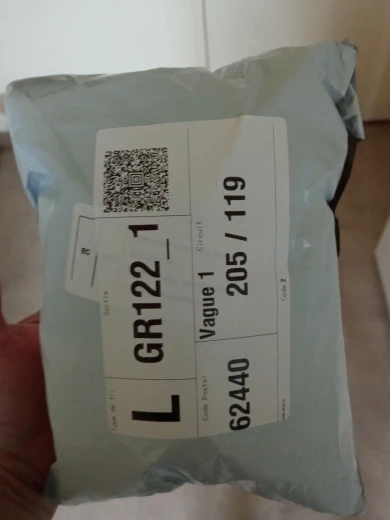 Sortie
GR122_1
Type de tri
L
Circuit
Vague 1
205 / 119
Code Postal
62440
Code 2